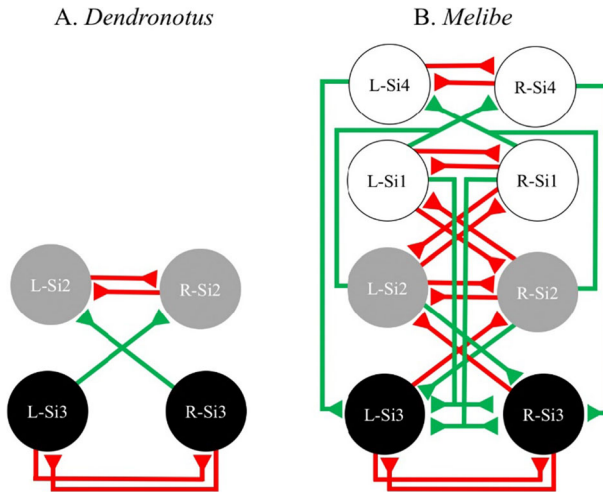 A. Dendronotus
B. Melibe
L-Si2
R-Si2
L-Si3
R-Si3
L-Si4
R-Si4
L-Si1
R-Si1
L-Si2
R-Si2
L-Si3
R-Si3